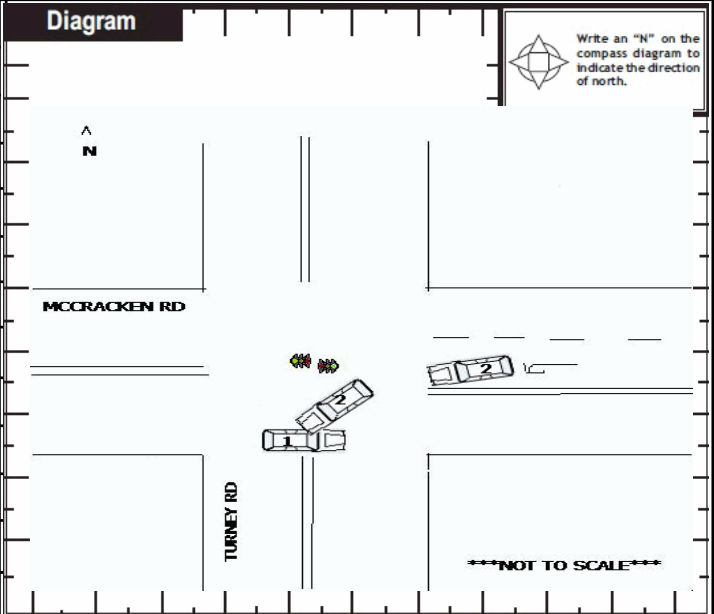 Diagram
Write an “N” on the
compass diagram to
indicate the direction
of north.
^
N
MCCRACKEN RD
2
2
1
TURNEY RD
***NOT TO SCALE***